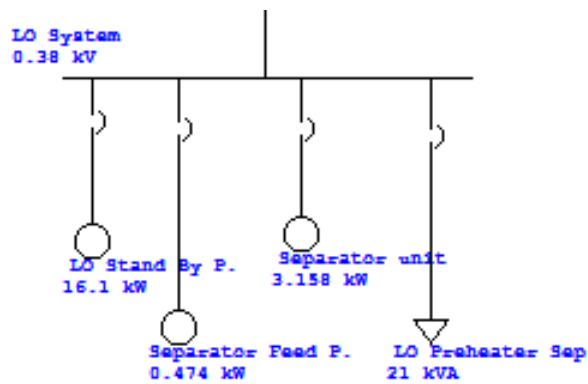 LO System
0.38 kV
LO Stand By P.
16.1 kW
Separator unit
3.158 kW
Separator Feed P.
0.474 kW
LO Preheater Sep
21 kVA